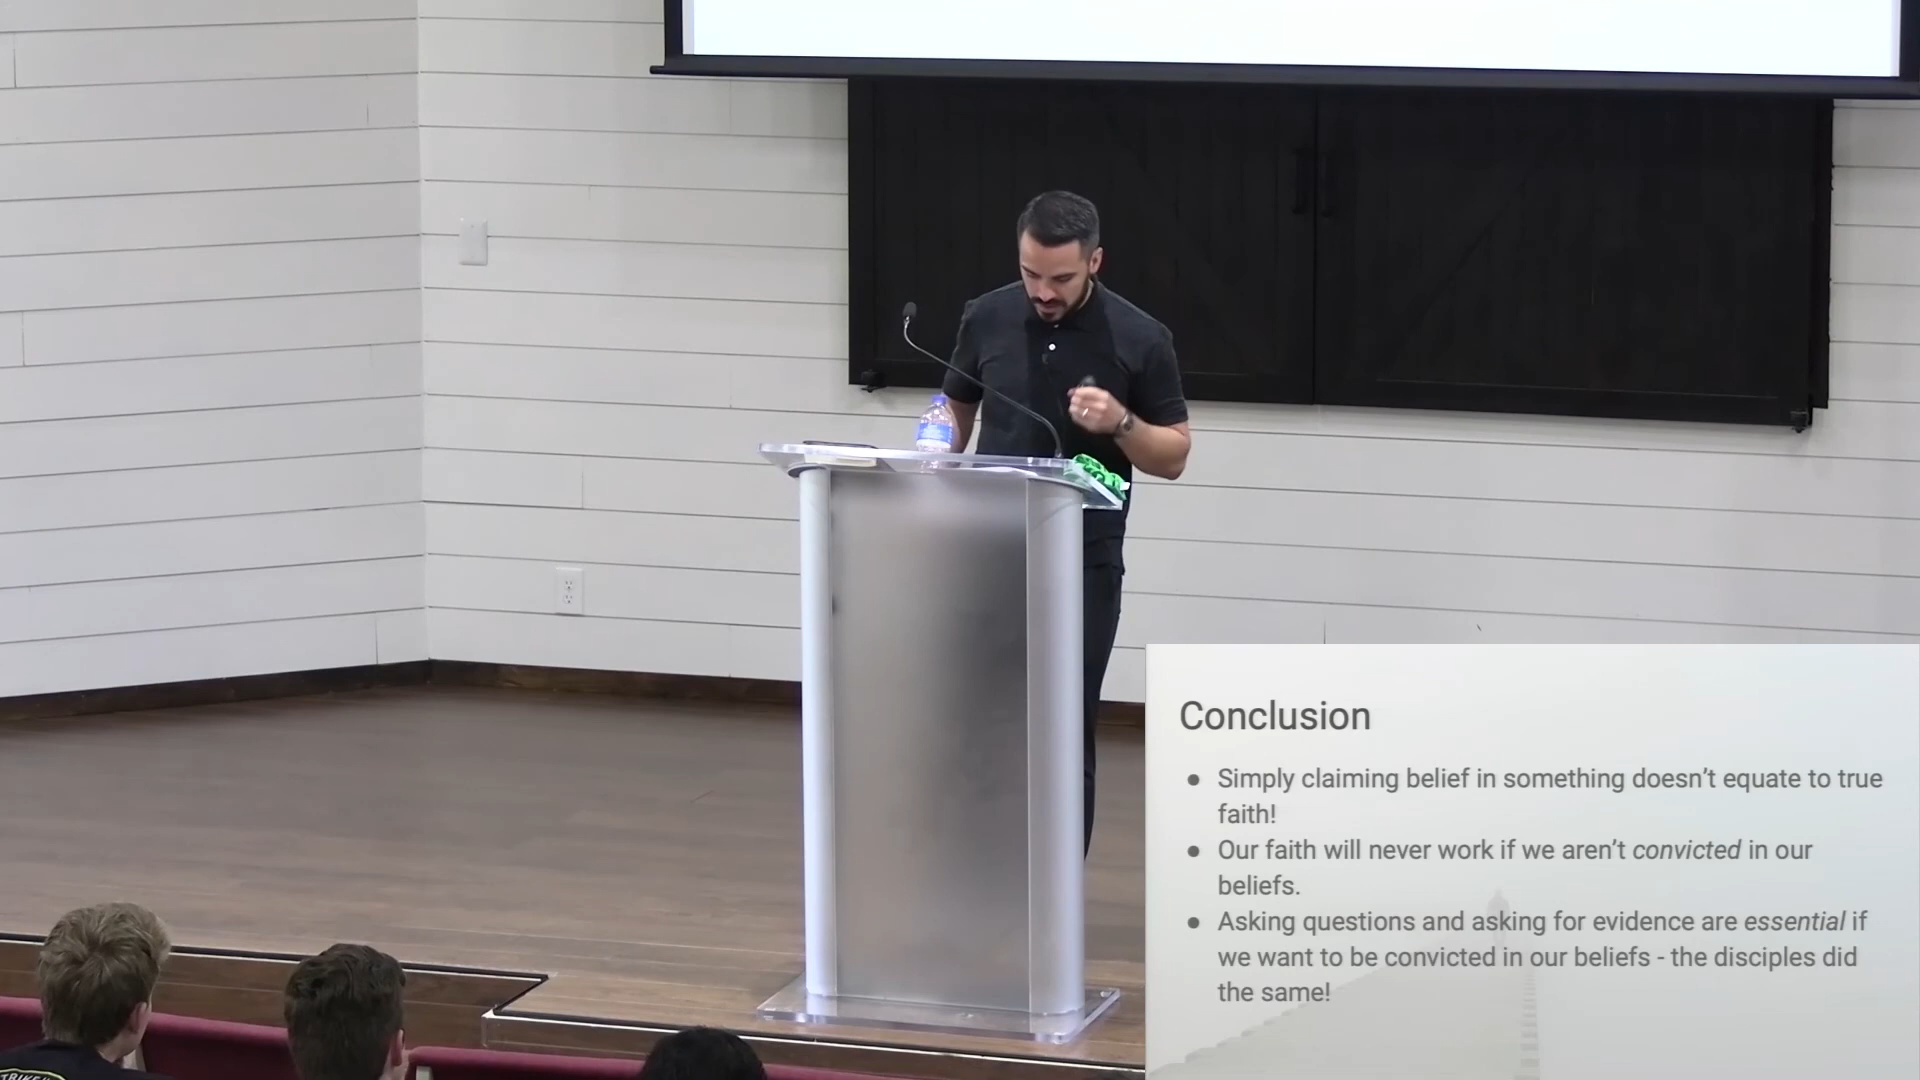 Conclusion
● Simply claiming belief in something doesn’t equate to true
faith!
● Our faith will never work if we aren’t convicted in our
beliefs.
● Asking questions and asking for evidence are essential if
we want to be convicted in our beliefs - the disciples did
the same!